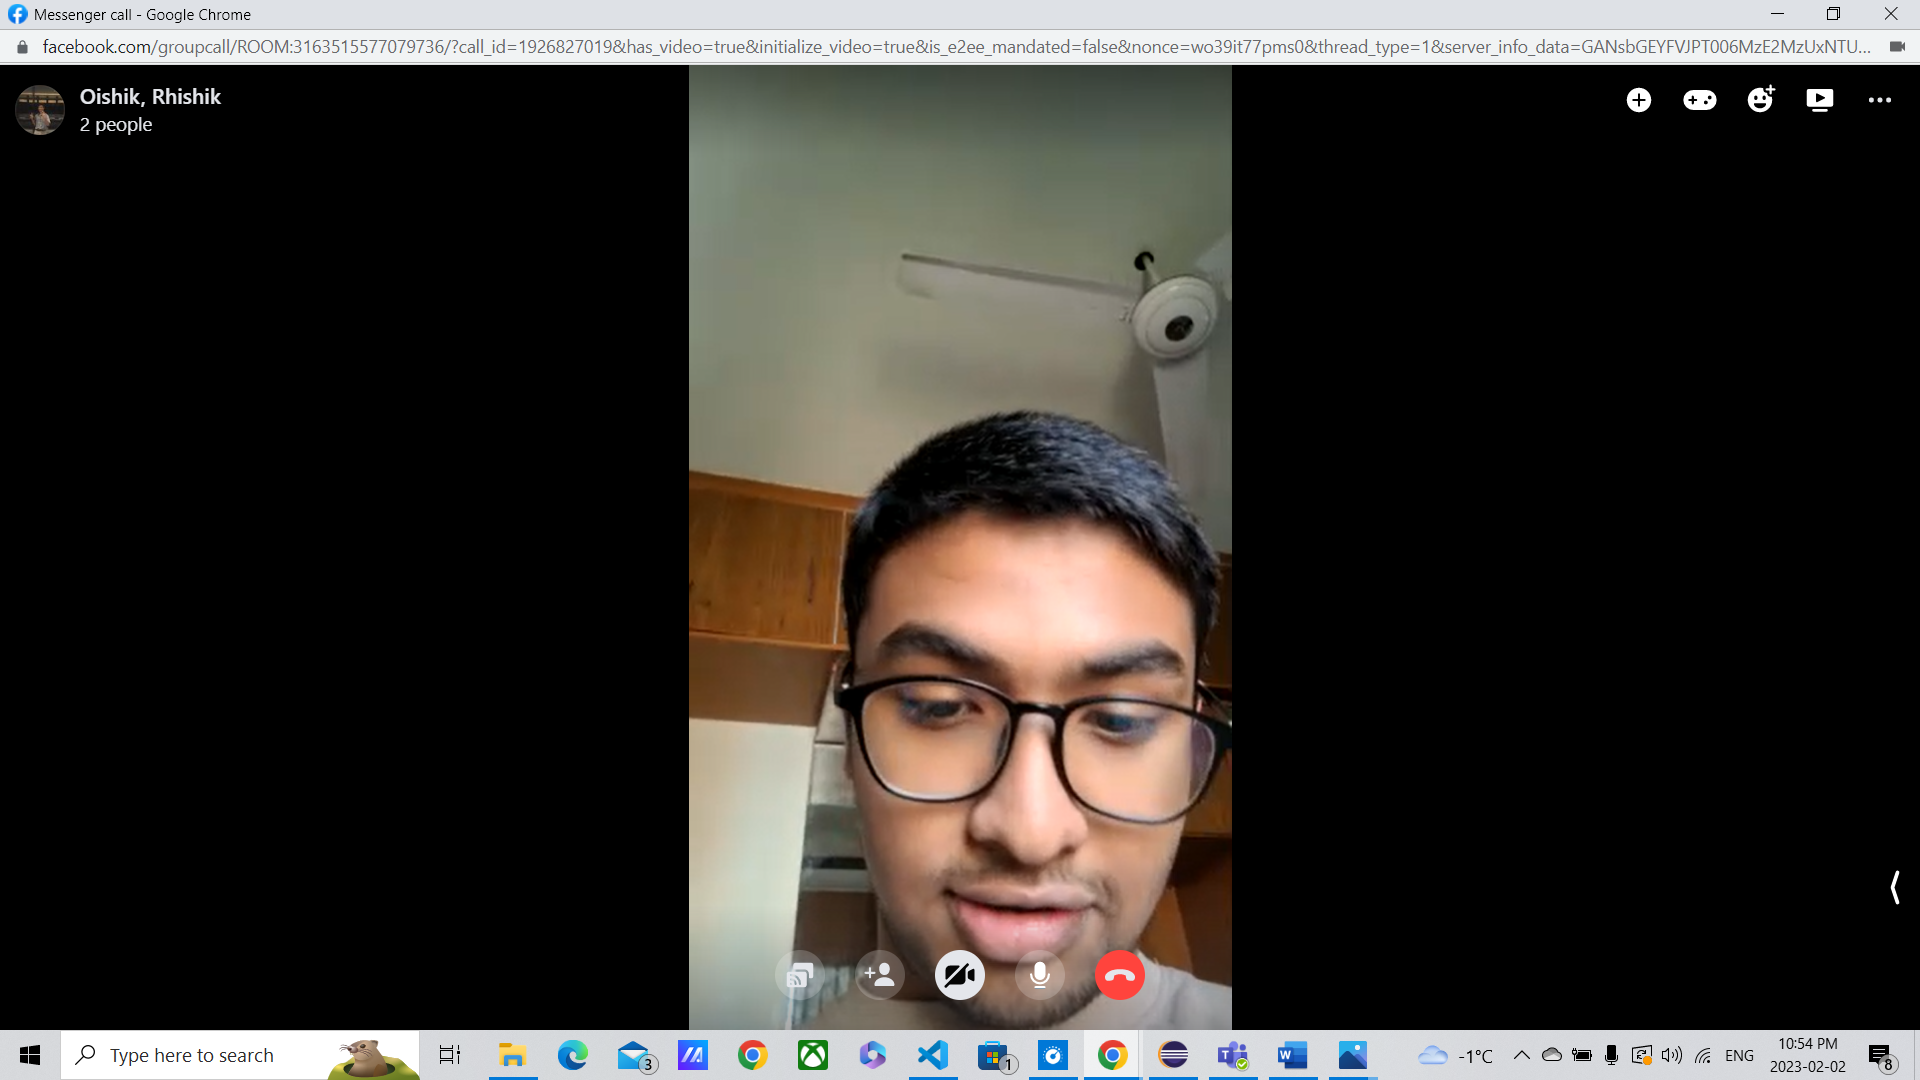 Messenger call - Google Chrome
facebook.com/groupcall/ROOM:3163515577079736/?call_id=1926827019&has_video=true&initialize_video=true&is_e2ee_mandated=false&nonce=wo39it77pms0&thread_type=1&server_info_data=GANsbGEYFVJPT006MzE2MzUxNTU...
Oishik, Rhishik
2 people
Type here to search
3
1
-1°C
ENG
10:54 PM
2023-02-02
8